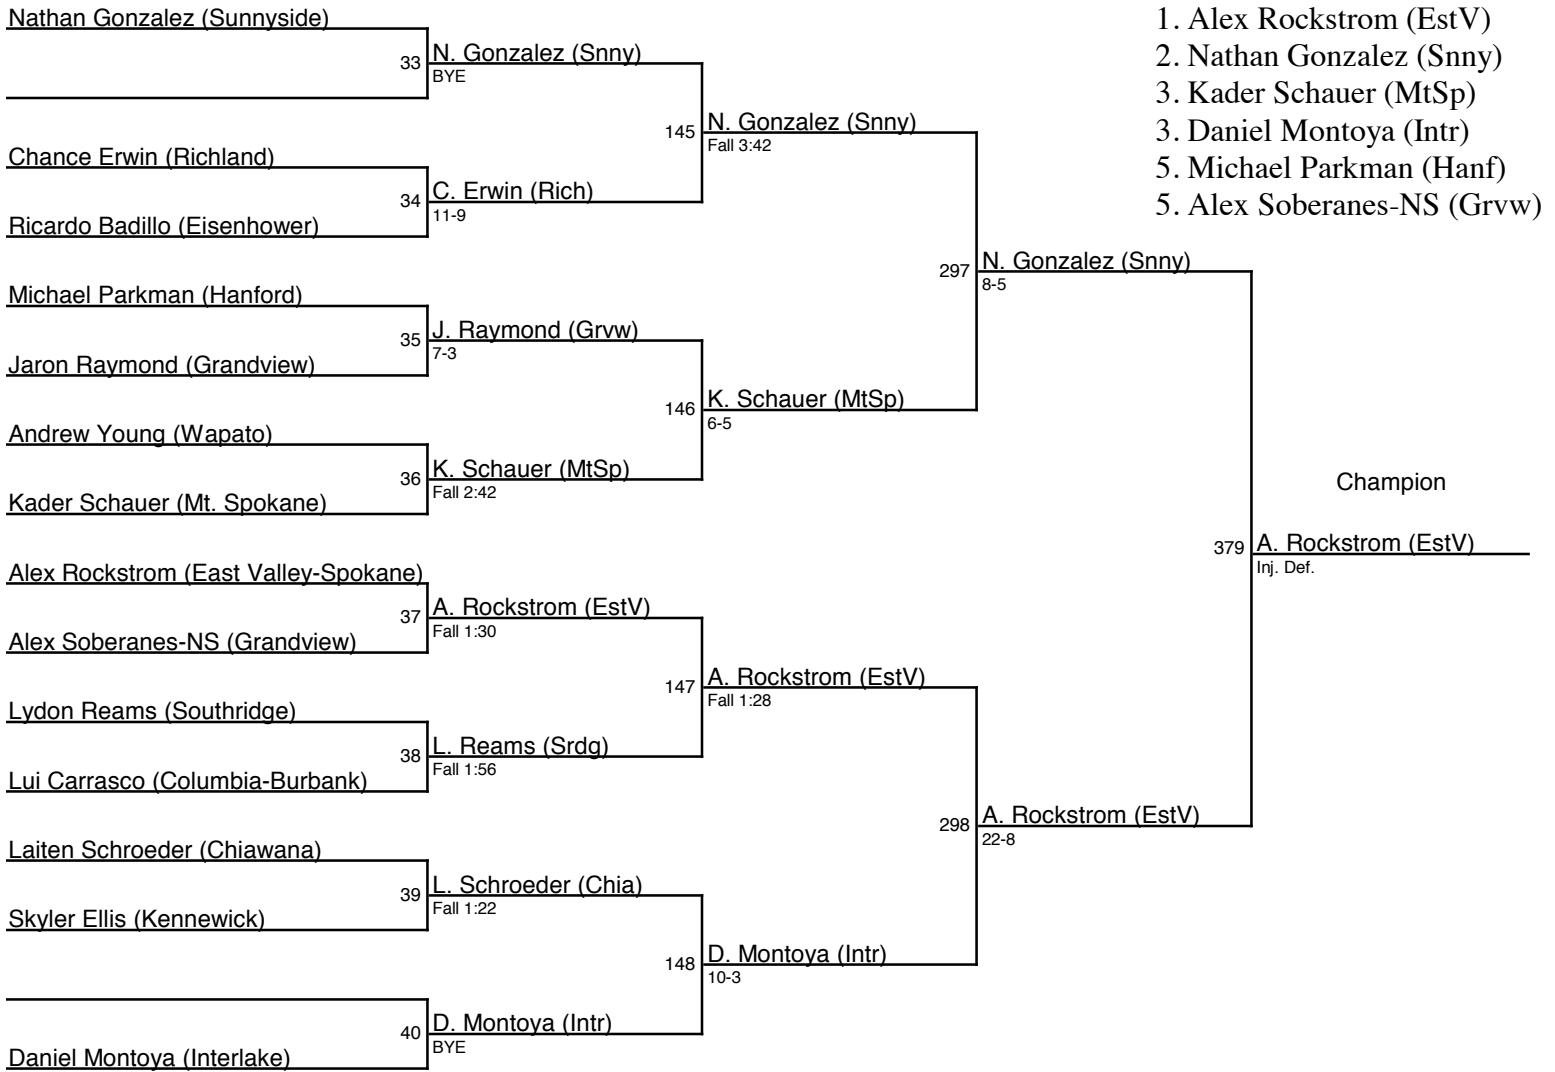 Nathan Gonzalez (Sunnyside)
33
N. Gonzalez (Snny)
BYE
Chance Erwin (Richland)
34
C. Erwin (Rich)
11-9
Ricardo Badillo (Eisenhower)
145
N. Gonzalez (Snny)
Fall 3:42
Michael Parkman (Hanford)
35
J. Raymond (Grvw)
7-3
Jaron Raymond (Grandview)
146
K. Schauer (MtSp)
6-5
Andrew Young (Wapato)
36
K. Schauer (MtSp)
Fall 2:42
Kader Schauer (Mt. Spokane)
297
N. Gonzalez (Snny)
8-5
Alex Rockstrom (East Valley-Spokane)
37
A. Rockstrom (EstV)
Fall 1:30
Alex Soberanes-NS (Grandview)
147
A. Rockstrom (EstV)
Fall 1:28
Lydon Reams (Southridge)
38
L. Reams (Srdg)
Fall 1:56
Lui Carrasco (Columbia-Burbank)
298
A. Rockstrom (EstV)
22-8
Laiten Schroeder (Chiawana)
39
L. Schroeder (Chia)
Fall 1:22
Skyler Ellis (Kennewick)
148
D. Montoya (Intr)
10-3
40
D. Montoya (Intr)
BYE
Daniel Montoya (Interlake)
Champion
379
A. Rockstrom (EstV)
Inj. Def.
1. Alex Rockstrom (EstV)
2. Nathan Gonzalez (Snny)
3. Kader Schauer (MtSp)
3. Daniel Montoya (Intr)
5. Michael Parkman (Hanf)
5. Alex Soberanes-NS (Grvw)